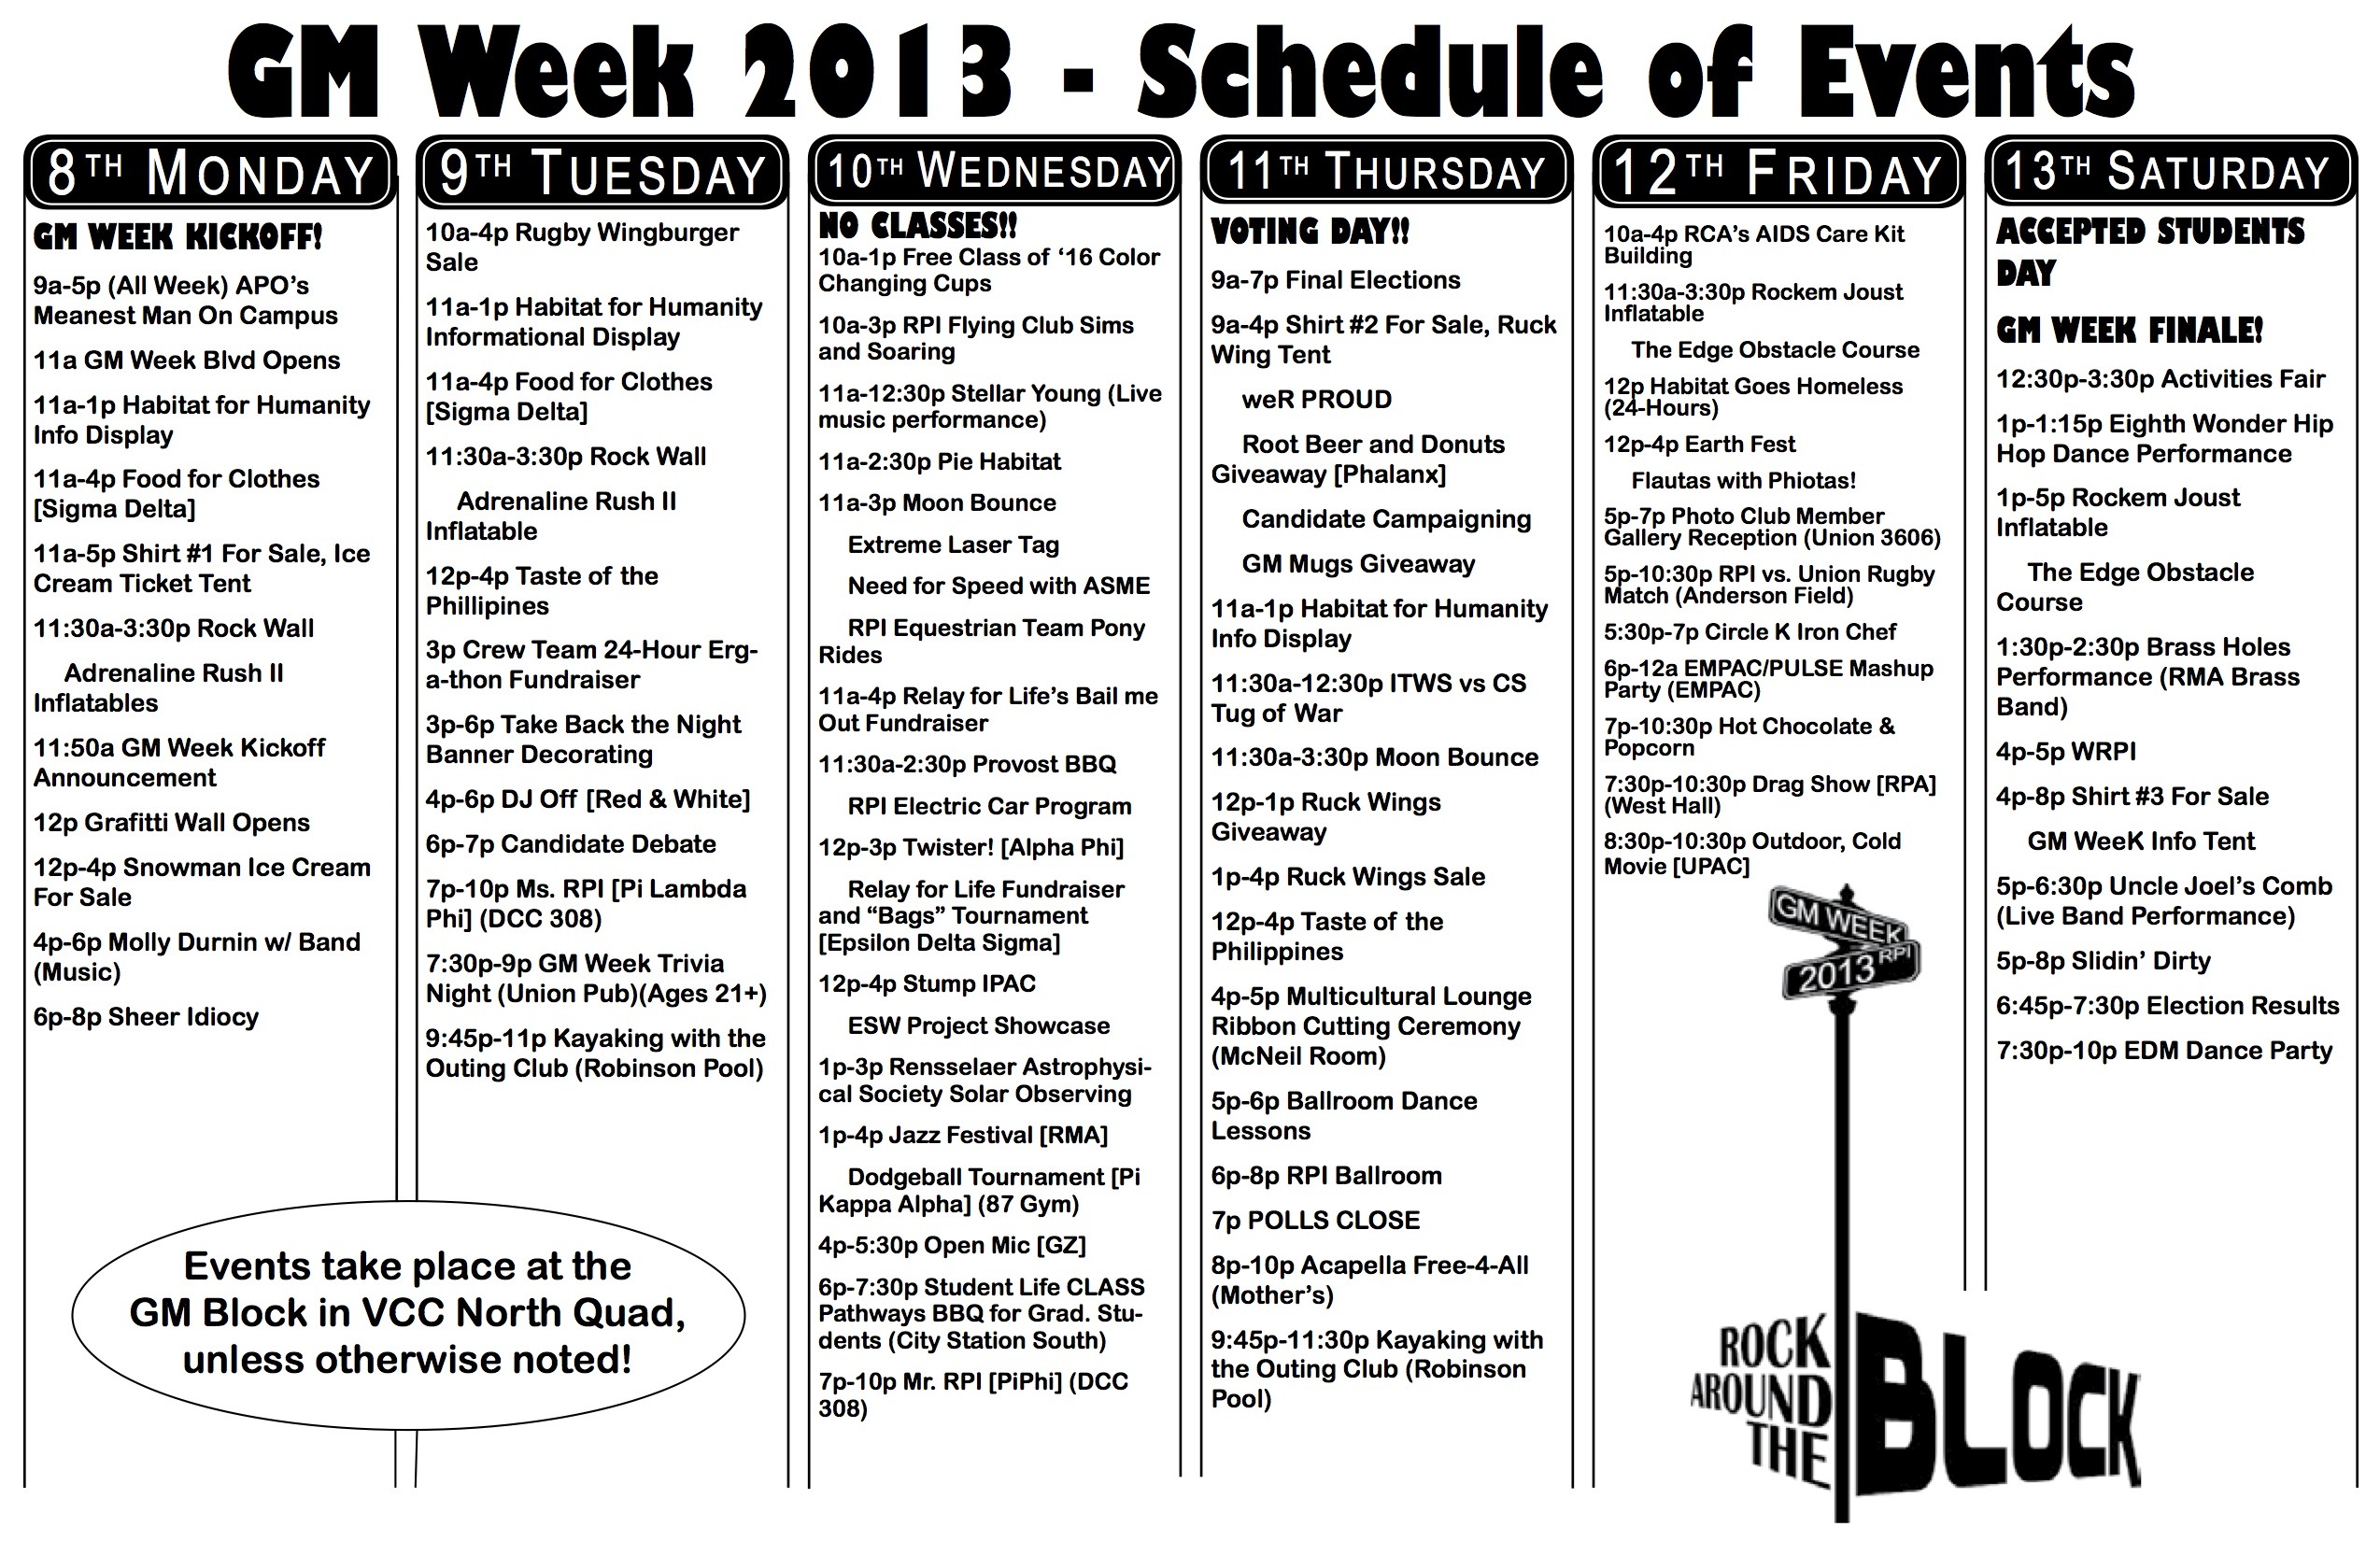 GM Week 2013 - Schedule of Events
8TH MONDAY
GM WEEK KICKOFF!
9a-5p (All Week) APO’s
Meanest Man On Campus
11a GM Week Blvd Opens
11a-1p Habitat for Humanity
Info Display
11a-4p Food for Clothes
[Sigma Delta]
11a-5p Shirt #1 For Sale, Ice
Cream Ticket Tent
11:30a-3:30p Rock Wall
Adrenaline Rush II
Inflatables
11:50a GM Week Kickoff
Announcement
12p Grafitti Wall Opens
12p-4p Snowman Ice Cream
For Sale
4p-6p Molly Durnin w/ Band
(Music)
6p-8p Sheer Idiocy
9TH TUESDAY
10a-4p Rugby Wingburger
Sale
11a-1p Habitat for Humanity
Informational Display
11a-4p Food for Clothes
[Sigma Delta]
11:30a-3:30p Rock Wall
Adrenaline Rush II
Inflatable
12p-4p Taste of the
Phillipines
3p Crew Team 24-Hour Erg-
a-thon Fundraiser
3p-6p Take Back the Night
Banner Decorating
4p-6p DJ Off [Red & White]
6p-7p Candidate Debate
7p-10p Ms. RPI [Pi Lambda
Phi] (DCC 308)
7:30p-9p GM Week Trivia
Night (Union Pub)(Ages 21+)
9:45p-11p Kayaking with the
Outing Club (Robinson Pool)
Events take place at the
GM Block in VCC North Quad,
unless otherwise noted!
10TH WEDNESDAY
NO CLASSES!!
10a-1p Free Class of ‘16 Color
Changing Cups
10a-3p RPI Flying Club Sims
and Soaring
11a-12:30p Stellar Young (Live
music performance)
11a-2:30p Pie Habitat
11a-3p Moon Bounce
Extreme Laser Tag
Need for Speed with ASME
RPI Equestrian Team Pony
Rides
11a-4p Relay for Life’s Bail me
Out Fundraiser
11:30a-2:30p Provost BBQ
RPI Electric Car Program
12p-3p Twister! [Alpha Phi]
Relay for Life Fundraiser
and “Bags” Tournament
[Epsilon Delta Sigma]
12p-4p Stump IPAC
ESW Project Showcase
1p-3p Rensselaer Astrophysi-
cal Society Solar Observing
1p-4p Jazz Festival [RMA]
Dodgeball Tournament [Pi
Kappa Alpha] (87 Gym)
4p-5:30p Open Mic [GZ]
6p-7:30p Student Life CLASS
Pathways BBQ for Grad. Stu-
dents (City Station South)
7p-10p Mr. RPI [PiPhi] (DCC
308)
11TH THURSDAY
VOTING DAY!!
9a-7p Final Elections
9a-4p Shirt #2 For Sale, Ruck
Wing Tent
weR PROUD
Root Beer and Donuts
Giveaway [Phalanx]
Candidate Campaigning
GM Mugs Giveaway
11a-1p Habitat for Humanity
Info Display
11:30a-12:30p ITWS vs CS
Tug of War
11:30a-3:30p Moon Bounce
12p-1p Ruck Wings
Giveaway
1p-4p Ruck Wings Sale
12p-4p Taste of the
Philippines
4p-5p Multicultural Lounge
Ribbon Cutting Ceremony
(McNeil Room)
5p-6p Ballroom Dance
Lessons
6p-8p RPI Ballroom
7p POLLS CLOSE
8p-10p Acapella Free-4-All
(Mother’s)
9:45p-11:30p Kayaking with
the Outing Club (Robinson
Pool)
12TH FRIDAY
10a-4p RCA’s AIDS Care Kit
Building
11:30a-3:30p Rockem Joust
Inflatable
The Edge Obstacle Course
12p Habitat Goes Homeless
(24-Hours)
12p-4p Earth Fest
Flautas with Phiotas!
5p-7p Photo Club Member
Gallery Reception (Union 3606)
5p-10:30p RPI vs. Union Rugby
Match (Anderson Field)
5:30p-7p Circle K Iron Chef
6p-12a EMPAC/PULSE Mashup
Party (EMPAC)
7p-10:30p Hot Chocolate &
Popcorn
7:30p-10:30p Drag Show [RPA]
(West Hall)
8:30p-10:30p Outdoor, Cold
Movie [UPAC]
GM WEEK
2013 RPI
ROCK
AROUND
THE
BLOCK
13TH SATURDAY
ACCEPTED STUDENTS
DAY
GM WEEK FINALE!
12:30p-3:30p Activities Fair
1p-1:15p Eighth Wonder Hip
Hop Dance Performance
1p-5p Rockem Joust
Inflatable
The Edge Obstacle
Course
1:30p-2:30p Brass Holes
Performance (RMA Brass
Band)
4p-5p WRPI
4p-8p Shirt #3 For Sale
GM WeeK Info Tent
5p-6:30p Uncle Joel’s Comb
(Live Band Performance)
5p-8p Slidin’ Dirty
6:45p-7:30p Election Results
7:30p-10p EDM Dance Party